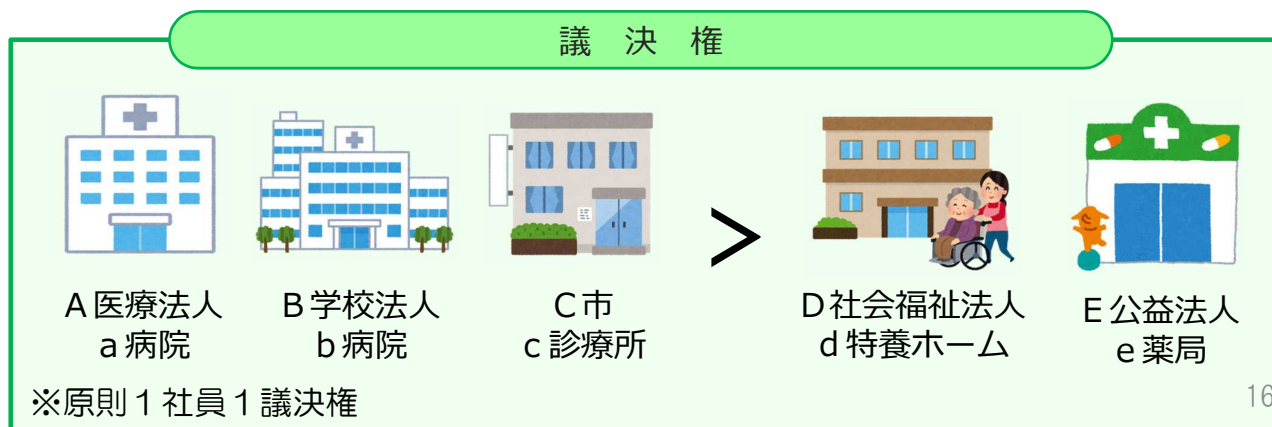 議 決 権
＞
A医療法人
a病院
B学校法人
b病院
C市
c診療所
D社会福祉法人
d特養ホーム
E公益法人
e薬局
※原則１社員１議決権
16